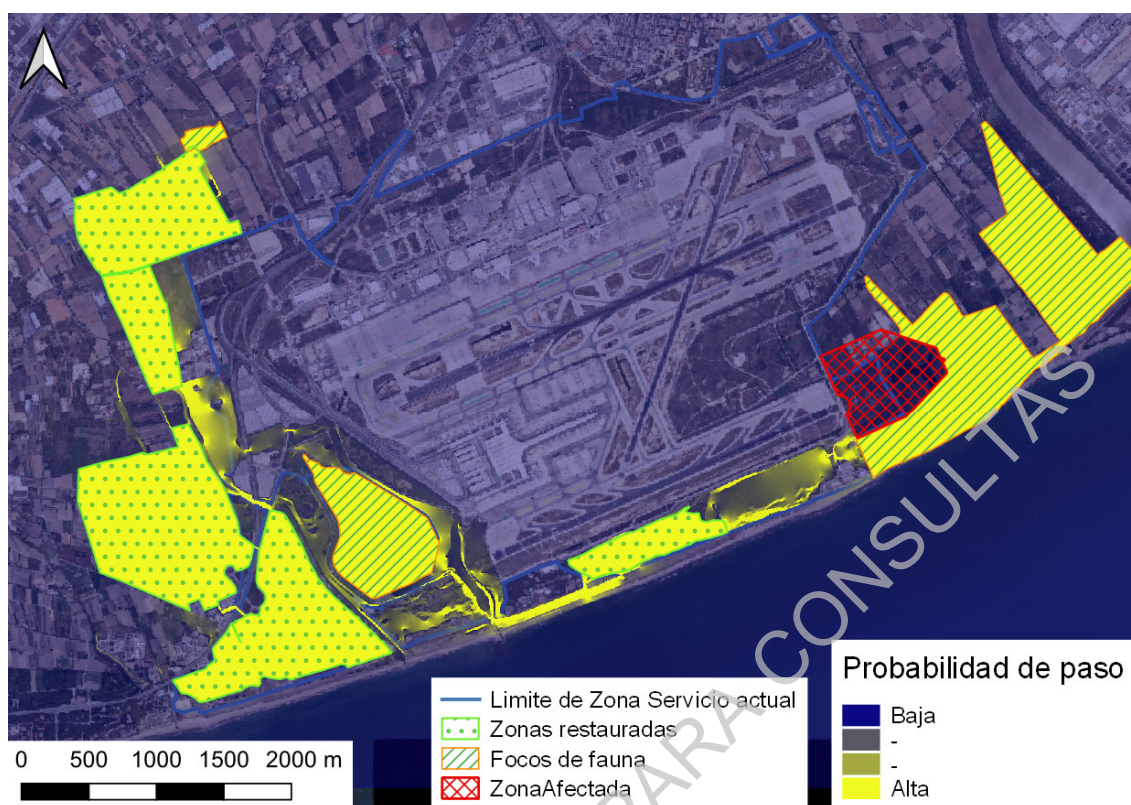 Limite de Zona Servicio actual
Zonas restauradas
Focos de fauna
ZonaAfectada
Probabilidad de paso
Baja
-
-
Alta
0 500 1000 1500 2000 m
PARA CONSULTAS